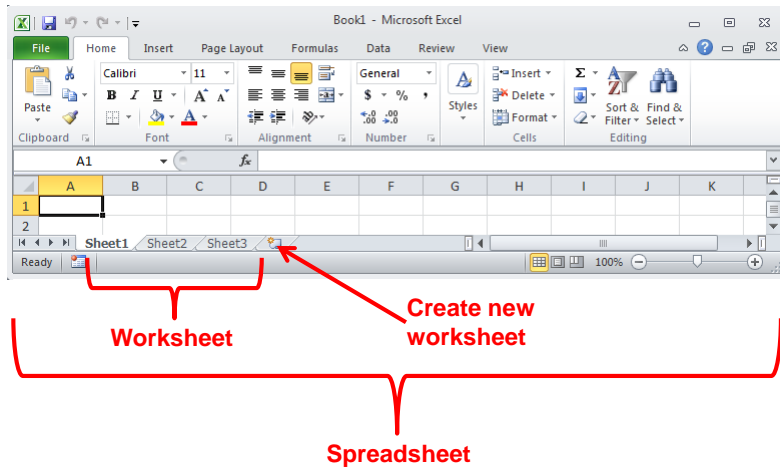 Book1 - Microsoft Excel
File Home Insert Page Layout Formulas Data Review View
Paste
Calibri 11
B I U A A
A
General
$ % ,
.0 .00 .00 .0
A
Styles
Insert
Delete
Format
Σ
A Z
Sort & Filter
Find & Select
Clipboard Font Alignment Number Cells Editing
A1 fx
A B C D E F G H I J K
1
2
Sheet1 Sheet2 Sheet3
Ready 100%
Create new
worksheet
Worksheet
Spreadsheet